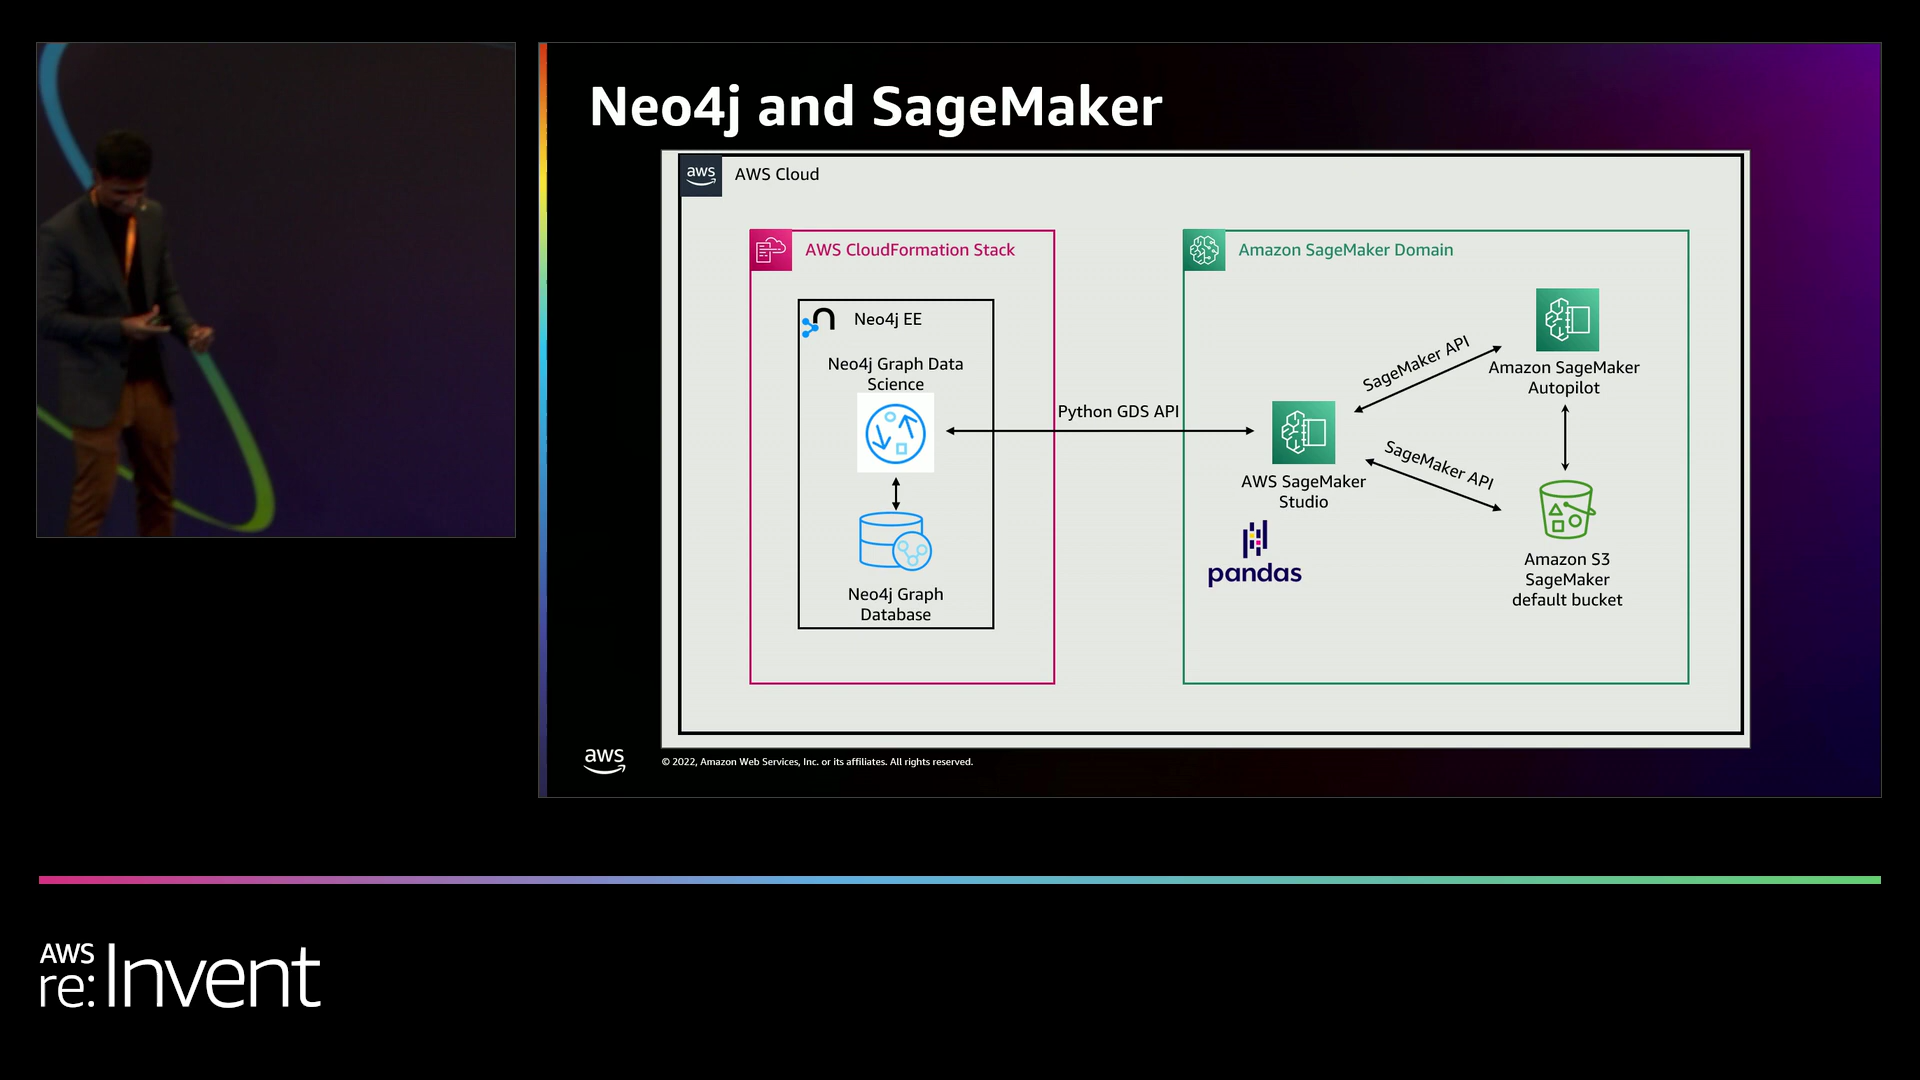 Neo4j and SageMaker
aws
AWS Cloud
AWS CloudFormation Stack
Neo4j EE
Neo4j Graph Data
Science
Neo4j Graph
Database
Python GDS API
Amazon SageMaker Domain
SageMaker API
Amazon SageMaker
Autopilot
AWS SageMaker
Studio
SageMaker API
pandas
Amazon S3
SageMaker
default bucket
aws
© 2022, Amazon Web Services, Inc. or its affiliates. All rights reserved.
AWS
re:Invent